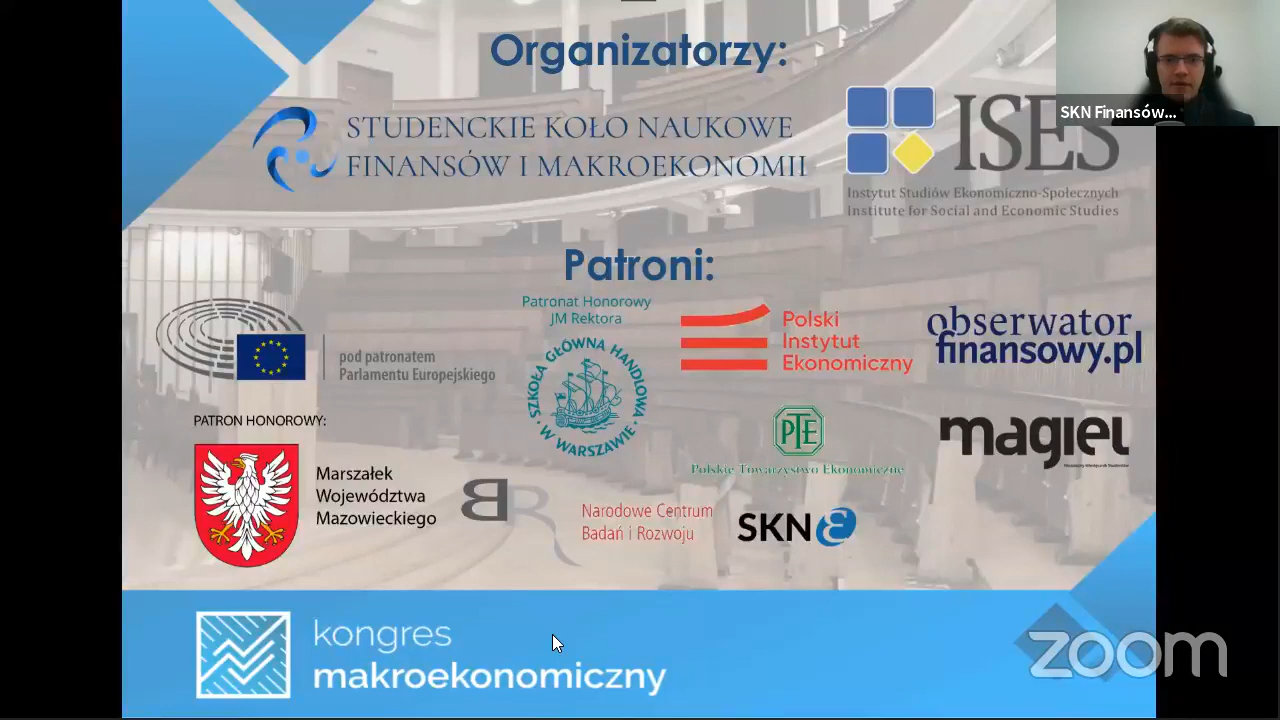 Organizatorzy:
SKN Finansów...
STUDENCKIE KOŁO NAUKOWE
FINANSÓW I MAKROEKONOMII
ISES
Instytut Studiów Ekonomiczno-Społecznych
Institute for Social and Economic Studies
Patroni:
pod patronatem
Parlamentu Europejskiego
Patronat Honorowy
JM Rektora
SZKOŁA GŁÓWNA HANDLOWA
W WARSZAWIE
Polski
Instytut
Ekonomiczny
obserwator
finansowy.pl
PATRON HONOROWY:
Marszałek
Województwa
Mazowieckiego
PTE
Polskie Towarzystwo Ekonomiczne
magiel
BR
Narodowe Centrum
Badań i Rozwoju
SKNE
kongres
makroekonomiczny
zoom